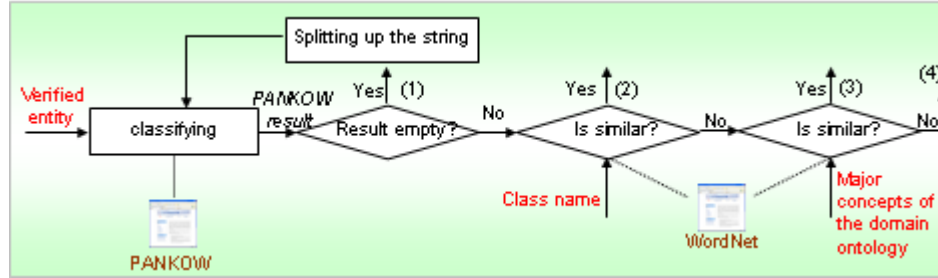 Splitting up the string
Verified
entity
classifying
PANKOW
result
Yes (1)
Result empty?
No
Yes (2)
Is similar?
No
Yes (3)
Is similar?
(4)
No
Class name
Major
concepts of
the domain
ontology
PANKOW
WordNet